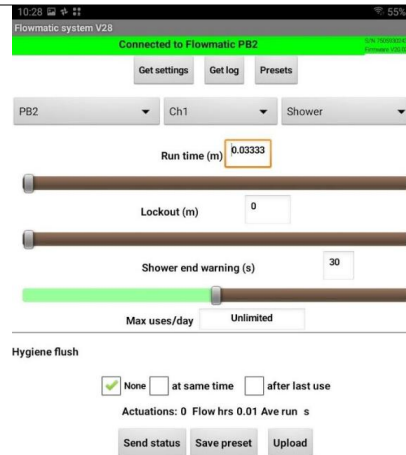 10:28 55%
Flowmatic system V28
Connected to Flowmatic PB2
Get settings Get log Presets
PB2 Ch1 Shower
Run time (m) 0.03333
Lockout (m) 0
Shower end warning (s) 30
Max uses/day Unlimited
Hygiene flush
None at same time after last use
Actuations: 0 Flow hrs 0.01 Ave run s
Send status Save preset Upload